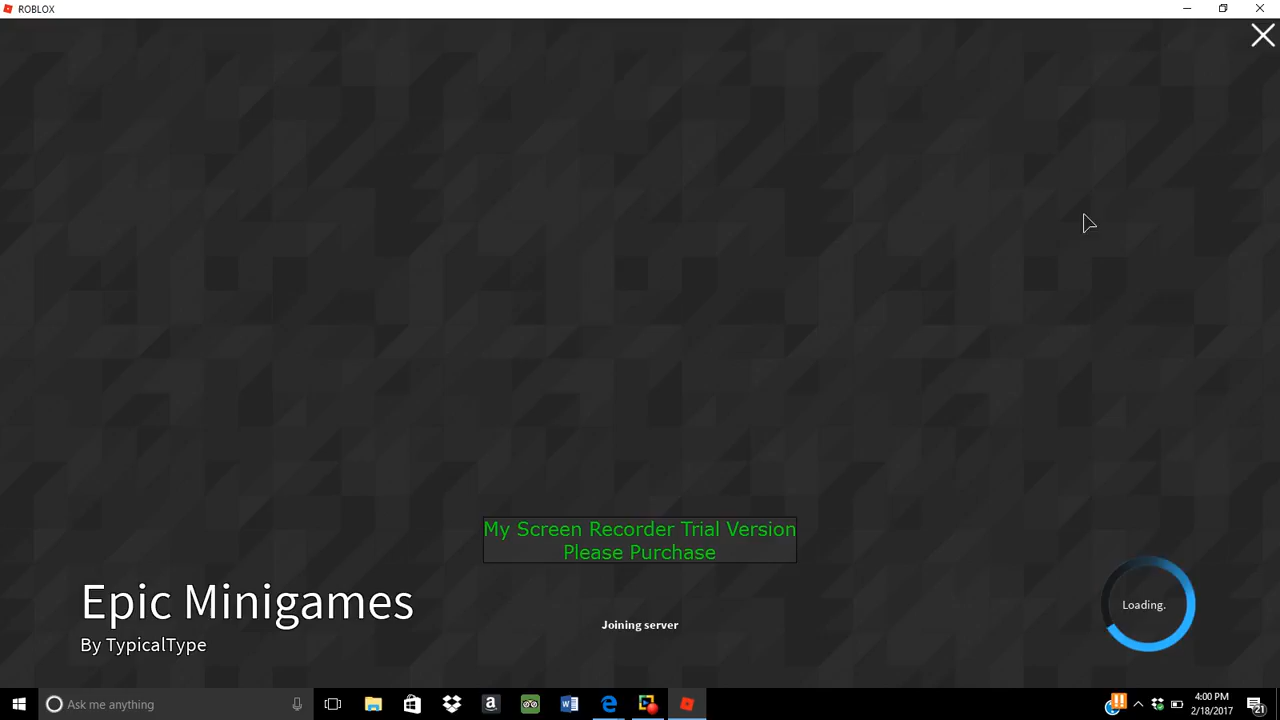 ROBLOX
My Screen Recorder Trial Version
Please Purchase
Epic Minigames
By TypicalType
Joining server
Loading.
Ask me anything
4:00 PM
2/18/2017
21